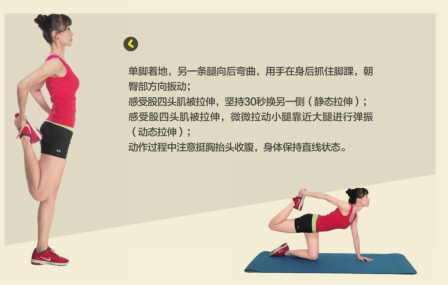 单脚着地，另一条腿向后弯曲，用手在身后抓住脚踝，朝
臀部方向扳动；
感受股四头肌被拉伸，坚持30秒换另一侧（静态拉伸）；
感受股四头肌被拉伸，微微拉动小腿靠近大腿进行弹振
（动态拉伸）；
动作过程中注意挺胸抬头收腹，身体保持直线状态。